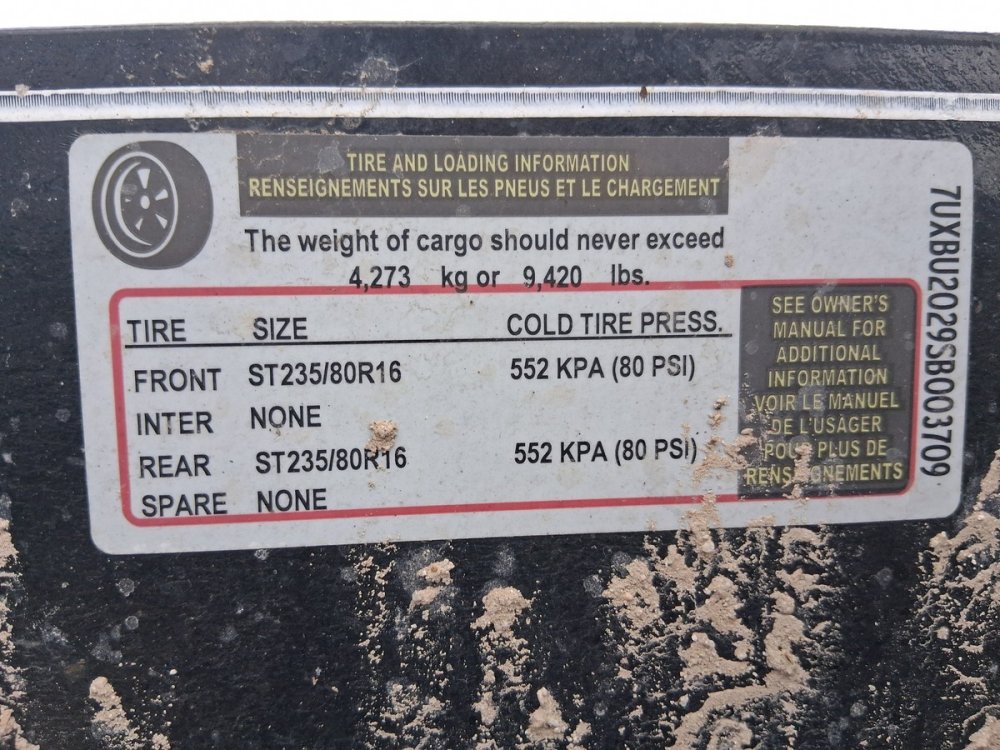 TIRE AND LOADING INFORMATION
RENSEIGNEMENTS SUR LES PNEUS ET LE CHARGEMENT
The weight of cargo should never exceed
4,273 kg or 9,420 lbs.
TIRE SIZE COLD TIRE PRESS.
FRONT ST235/80R16 552 KPA (80 PSI)
INTER NONE
REAR ST235/80R16 552 KPA (80 PSI)
SPARE NONE
SEE OWNER'S
MANUAL FOR
ADDITIONAL
INFORMATION
VOIR LE MANUEL
DE L'USAGER
POUR PLUS DE
RENSEIGNEMENTS
7UXBU2029SB003709